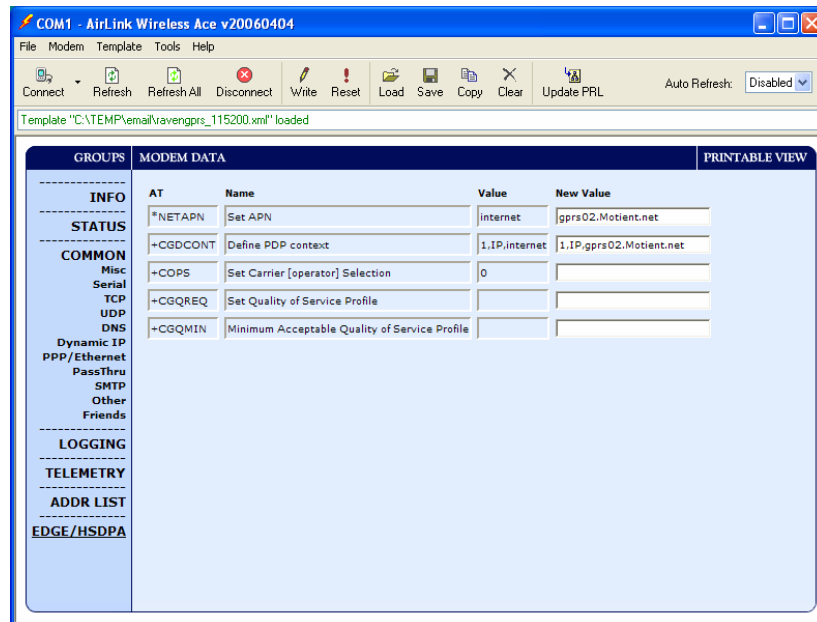 COM1 - AirLink Wireless Ace v20060404
File Modem Template Tools Help
Connect Refresh Refresh All Disconnect Write Reset Load Save Copy Clear Update PRL Auto Refresh: Disabled
Template "C:\TEMP\email\ravengprs_115200.xml" loaded
GROUPS MODEM DATA PRINTABLE VIEW
INFO
STATUS
COMMON
Misc
Serial
TCP
UDP
DNS
Dynamic IP
PPP/Ethernet
PassThru
SMTP
Other
Friends
LOGGING
TELEMETRY
ADDR LIST
EDGE/HSDPA
AT Name Value New Value
*NETAPN Set APN internet gprs02.Motient.net
+CGDCONT Define PDP context 1,IP,internet 1,IP,gprs02.Motient.net
+COPS Set Carrier [operator] Selection 0
+CGQREQ Set Quality of Service Profile
+CGQMIN Minimum Acceptable Quality of Service Profile